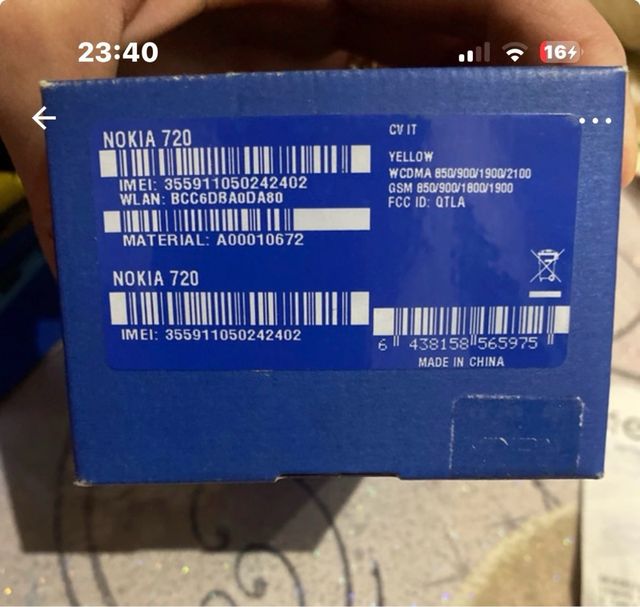 23:40
16
NOKIA 720
IMEI: 355911050242402
WLAN: BCC6DBA0DA80
MATERIAL: A00010672
NOKIA 720
IMEI: 355911050242402
CV IT
YELLOW
WCDMA 850/900/1900/2100
GSM 850/900/1800/1900
FCC ID: QTLA
6 438158 565975
MADE IN CHINA